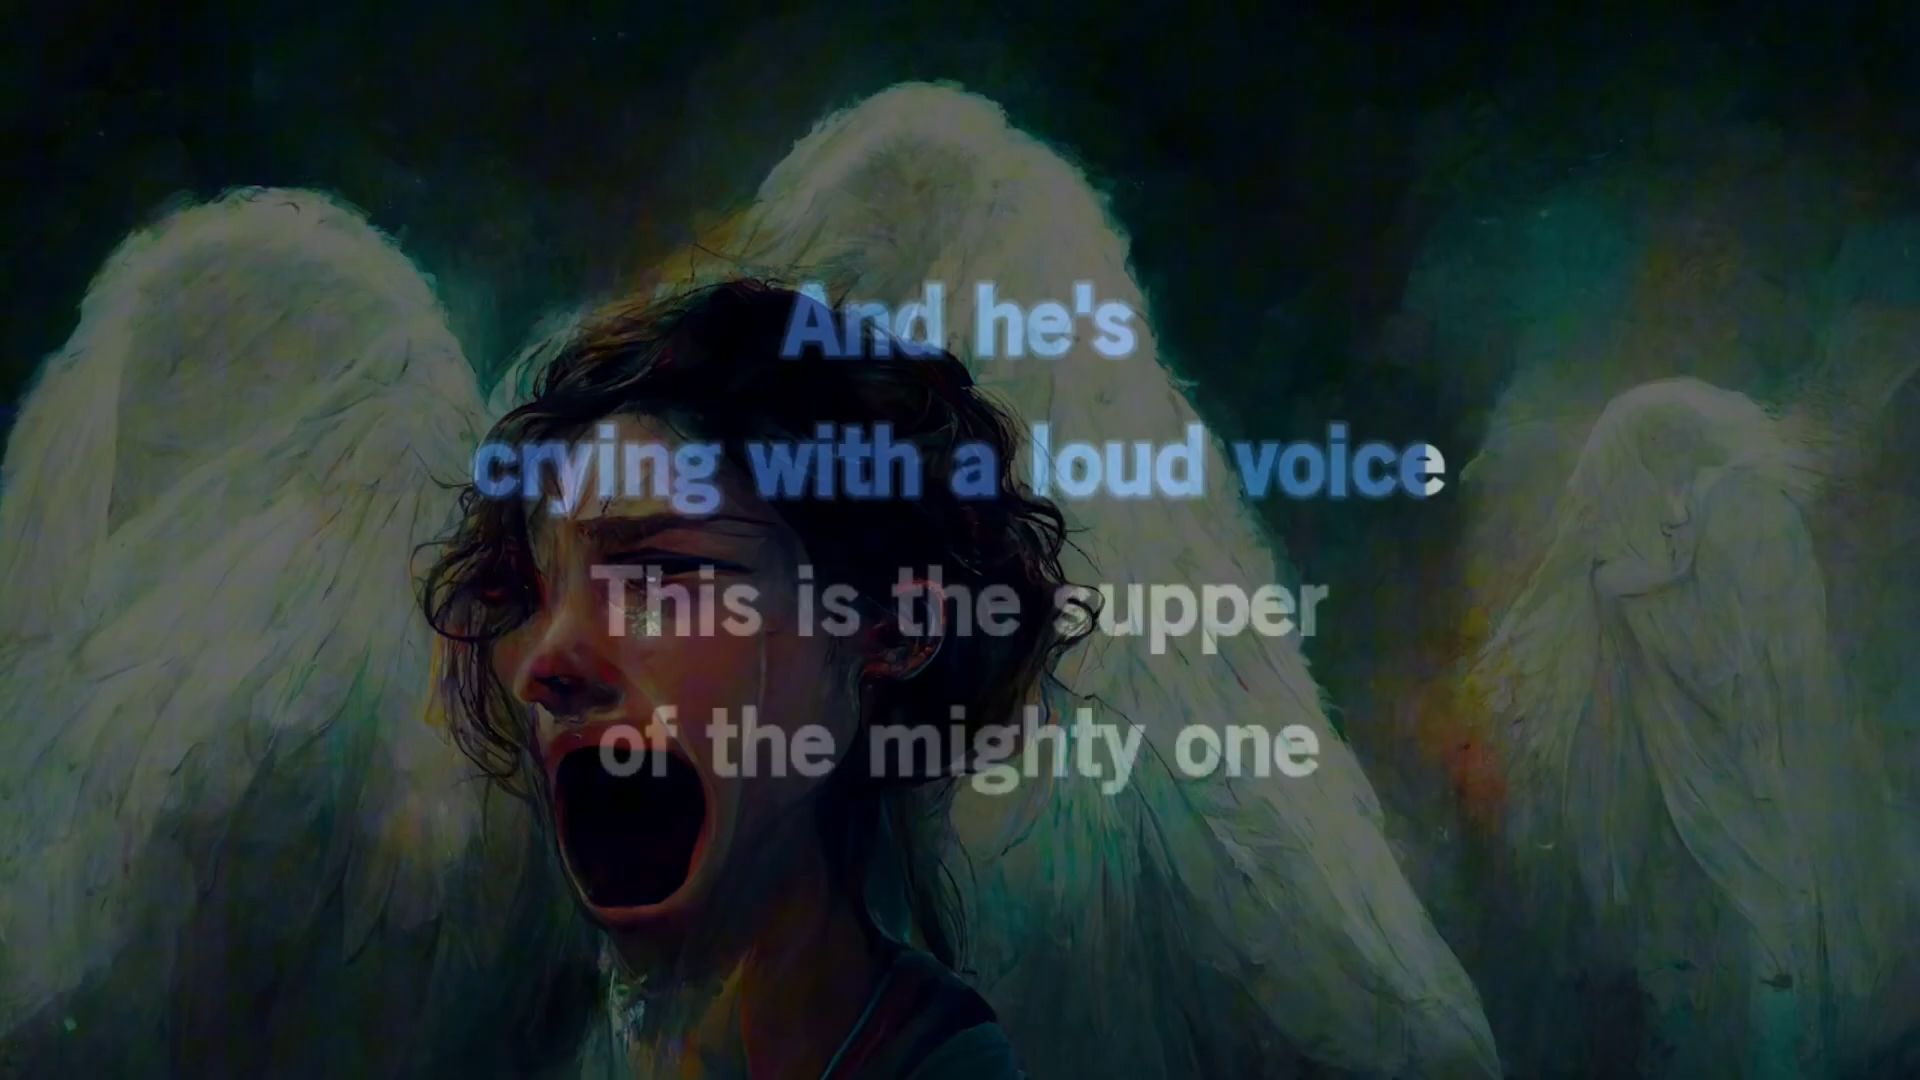 And he's
crying with a loud voice
This is the supper
of the mighty one